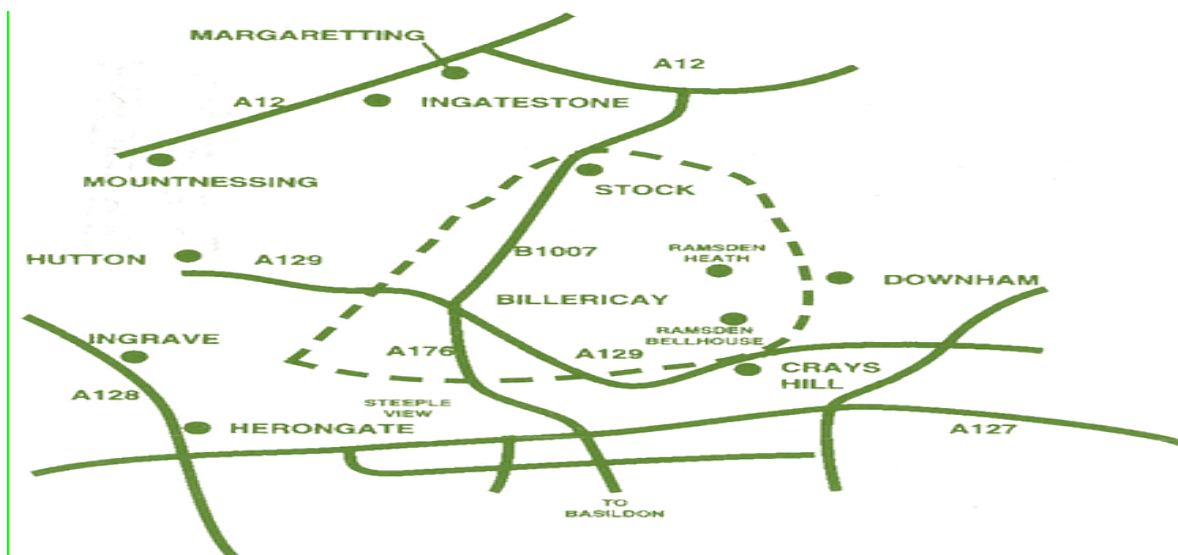 MARGARETTING
A12
A12
INGATESTONE
MOUNTNESSING
STOCK
HUTTON
A129
B1007
RAMSDEN
HEATH
DOWNHAM
BILLERICAY
INGRAVE
RAMSDEN
BELLHOUSE
A176
A129
CRAYS
HILL
A128
STEEPLE
VIEW
HERONGATE
A127
TO
BASILDON